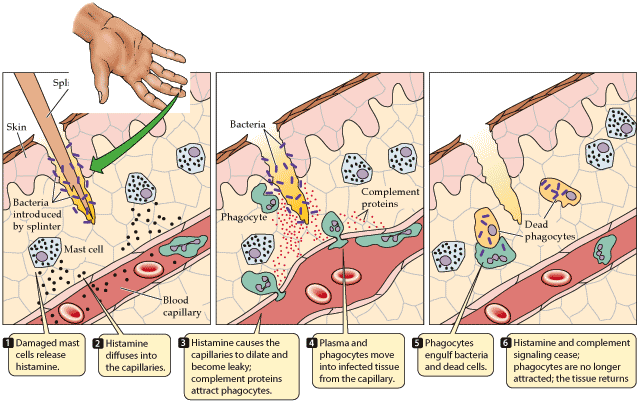 Spl
Skin
Bacteria
introduced
by splinter
Mast cell
Blood
capillary
Bacteria
Phagocyte
Complement
proteins
Dead
phagocytes
1 Damaged mast
cells release
histamine.
2 Histamine
diffuses into
the capillaries.
3 Histamine causes the
capillaries to dilate and
become leaky;
complement proteins
attract phagocytes.
4 Plasma and
phagocytes move
into infected tissue
from the capillary.
5 Phagocytes
engulf bacteria
and dead cells.
6 Histamine and complement
signaling cease;
phagocytes are no longer
attracted; the tissue returns